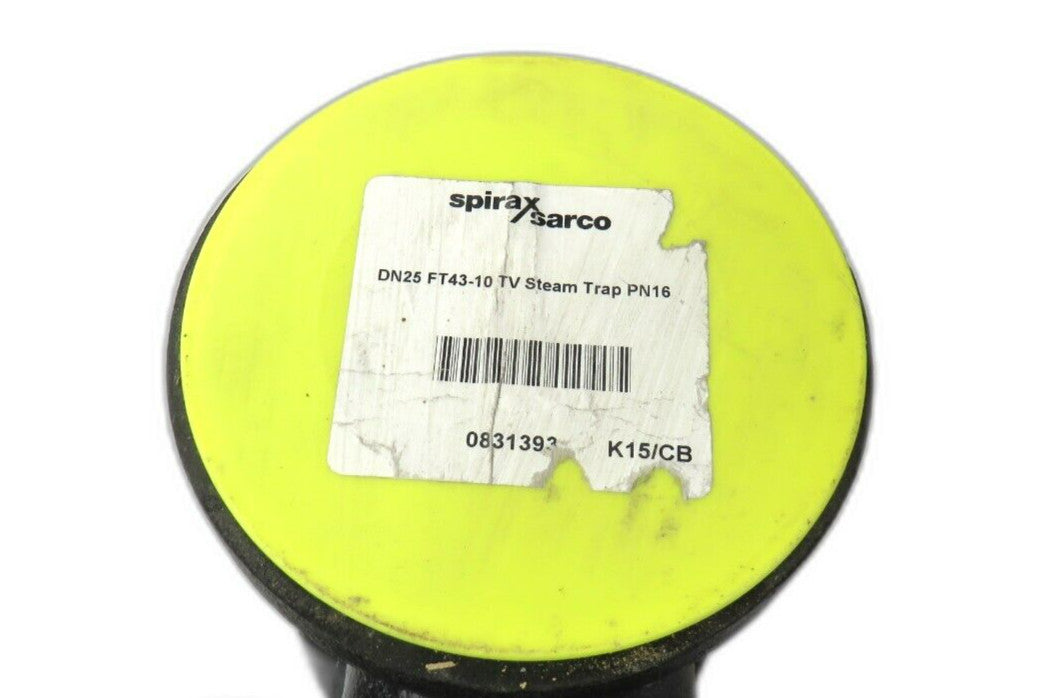 spirax
sarco
DN25 FT43-10 TV Steam Trap PN16
0831393 K15/CB